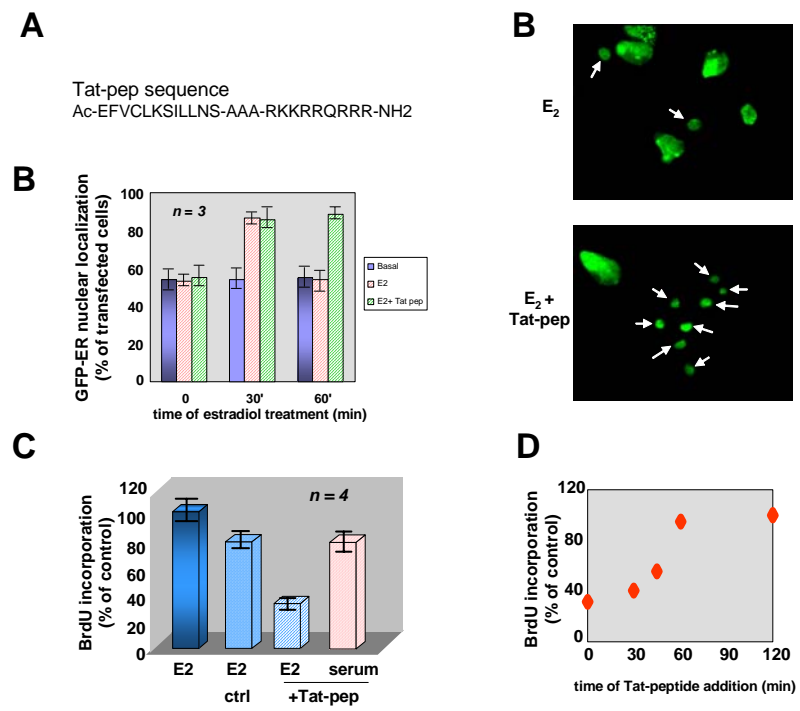 A
Tat-pep sequence
Ac-EFVCLKSILLNS-AAA-RKKRRQRRR-NH2
B
GFP-ER nuclear localization
(% of transfected cells)
100
80
60
40
20
0
n = 3
Basal
E2
E2+ Tat pep
0 30' 60'
time of estradiol treatment (min)
B
E2
E2 +
Tat-pep
C
BrdU incorporation
(% of control)
120
100
80
60
40
20
0
n = 4
E2 E2 E2 serum
ctrl +Tat-pep
D
BrdU incorporation
(% of control)
120
80
40
0
0 30 60 120
time of Tat-peptide addition (min)